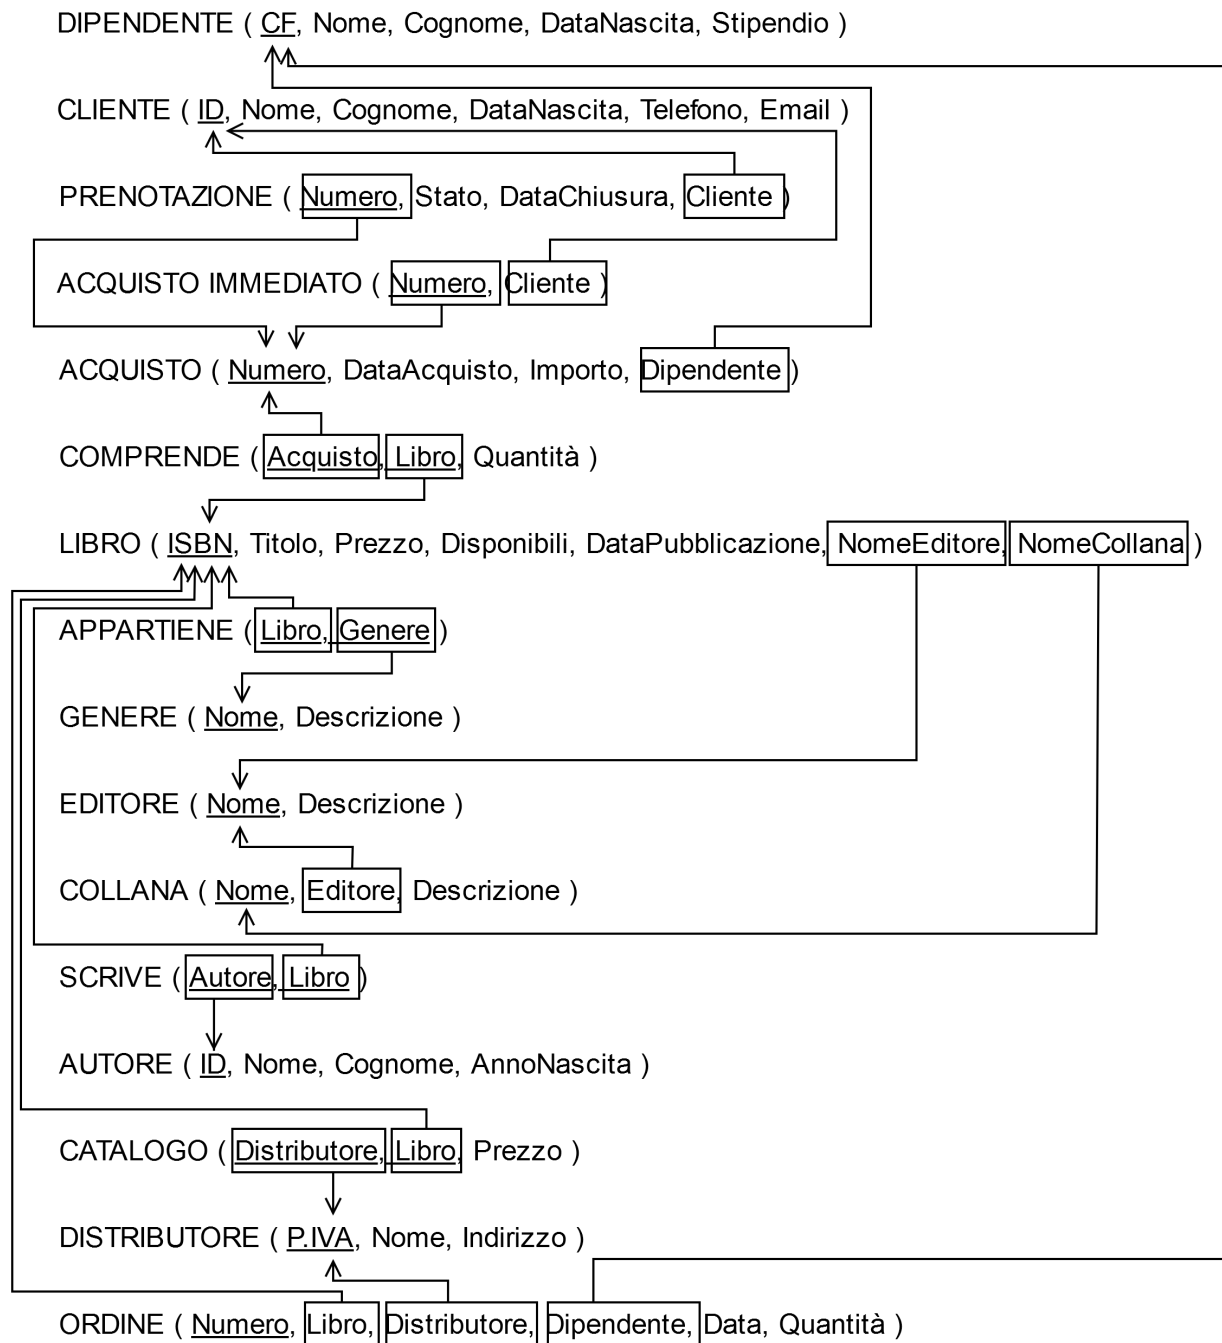 DIPENDENTE ( CF, Nome, Cognome, DataNascita, Stipendio )
CLIENTE ( ID, Nome, Cognome, DataNascita, Telefono, Email )
PRENOTAZIONE ( Numero, Stato, DataChiusura, Cliente )
ACQUISTO IMMEDIATO ( Numero, Cliente )
ACQUISTO ( Numero, DataAcquisto, Importo, Dipendente )
COMPRENDE ( Acquisto, Libro, Quantità )
LIBRO ( ISBN, Titolo, Prezzo, Disponibili, DataPubblicazione, NomeEditore, NomeCollana )
APPARTIENE ( Libro, Genere )
GENERE ( Nome, Descrizione )
EDITORE ( Nome, Descrizione )
COLLANA ( Nome, Editore, Descrizione )
SCRIVE ( Autore, Libro )
AUTORE ( ID, Nome, Cognome, AnnoNascita )
CATALOGO ( Distributore, Libro, Prezzo )
DISTRIBUTORE ( P.IVA, Nome, Indirizzo )
ORDINE ( Numero, Libro, Distributore, Dipendente, Data, Quantità )